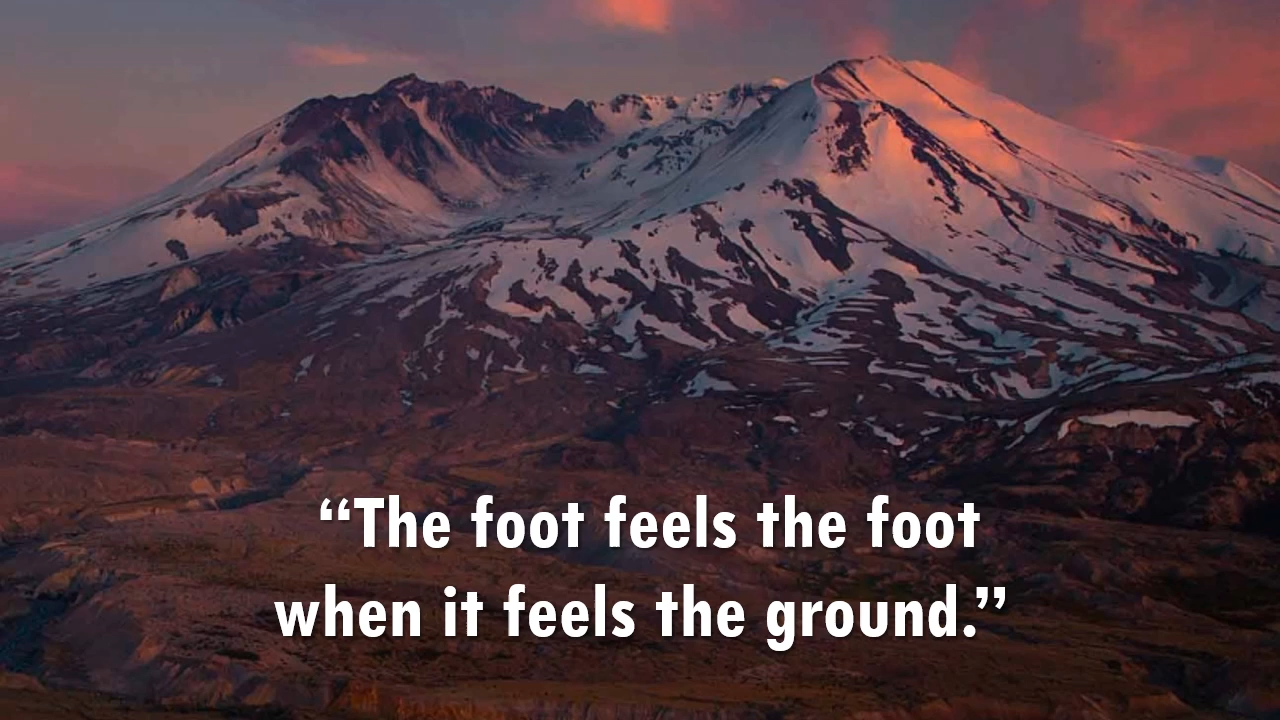 “The foot feels the foot
when it feels the ground.”